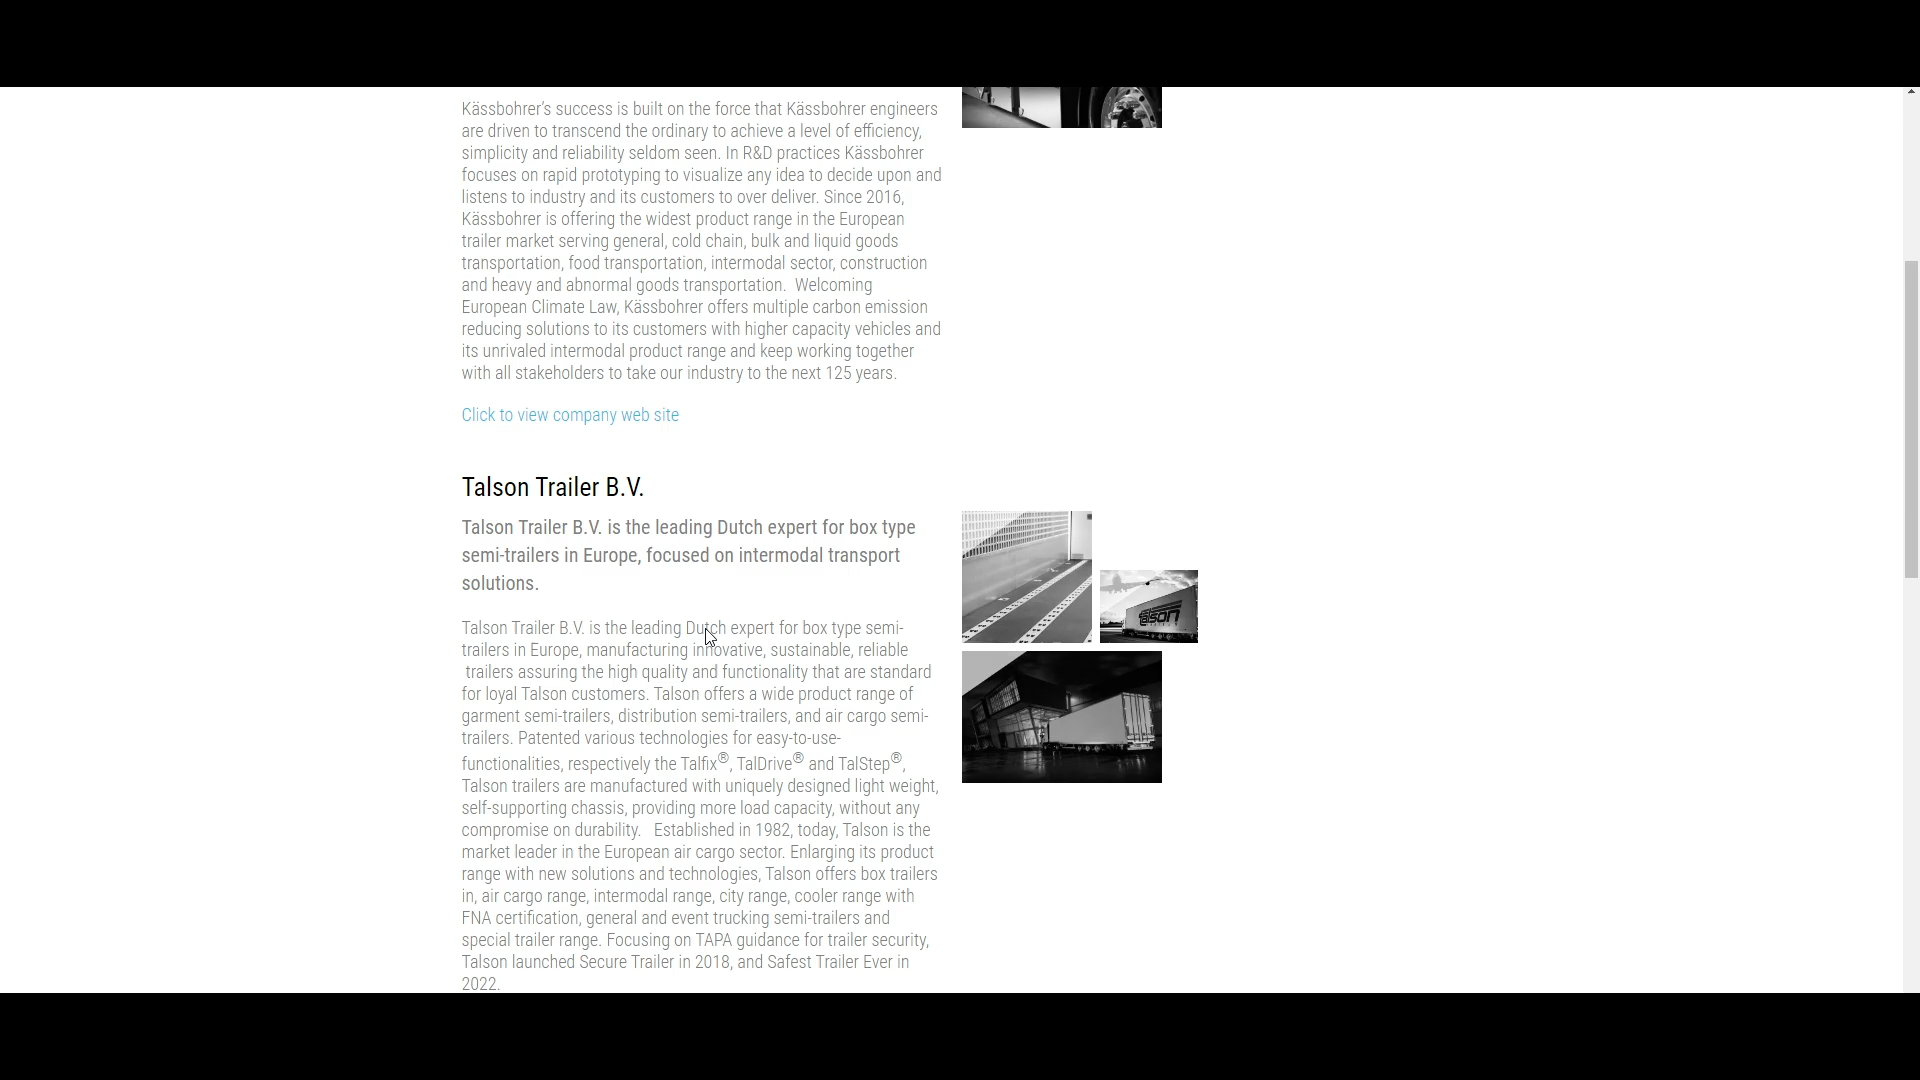 Kässbohrer’s success is built on the force that Kässbohrer engineers
are driven to transcend the ordinary to achieve a level of efficiency,
simplicity and reliability seldom seen. In R&D practices Kässbohrer
focuses on rapid prototyping to visualize any idea to decide upon and
listens to industry and its customers to over deliver. Since 2016,
Kässbohrer is offering the widest product range in the European
trailer market serving general, cold chain, bulk and liquid goods
transportation, food transportation, intermodal sector, construction
and heavy and abnormal goods transportation.  Welcoming
European Climate Law, Kässbohrer offers multiple carbon emission
reducing solutions to its customers with higher capacity vehicles and
its unrivaled intermodal product range and keep working together
with all stakeholders to take our industry to the next 125 years.
Click to view company web site
Talson Trailer B.V.
Talson Trailer B.V. is the leading Dutch expert for box type
semi-trailers in Europe, focused on intermodal transport
solutions.
Talson Trailer B.V. is the leading Dutch expert for box type semi-
trailers in Europe, manufacturing innovative, sustainable, reliable
trailers assuring the high quality and functionality that are standard
for loyal Talson customers. Talson offers a wide product range of
garment semi-trailers, distribution semi-trailers, and air cargo semi-
trailers. Patented various technologies for easy-to-use-
functionalities, respectively the Talfix®, TalDrive® and TalStep®,
Talson trailers are manufactured with uniquely designed light weight,
self-supporting chassis, providing more load capacity, without any
compromise on durability.   Established in 1982, today, Talson is the
market leader in the European air cargo sector. Enlarging its product
range with new solutions and technologies, Talson offers box trailers
in, air cargo range, intermodal range, city range, cooler range with
FNA certification, general and event trucking semi-trailers and
special trailer range. Focusing on TAPA guidance for trailer security,
Talson launched Secure Trailer in 2018, and Safest Trailer Ever in
2022.
talson